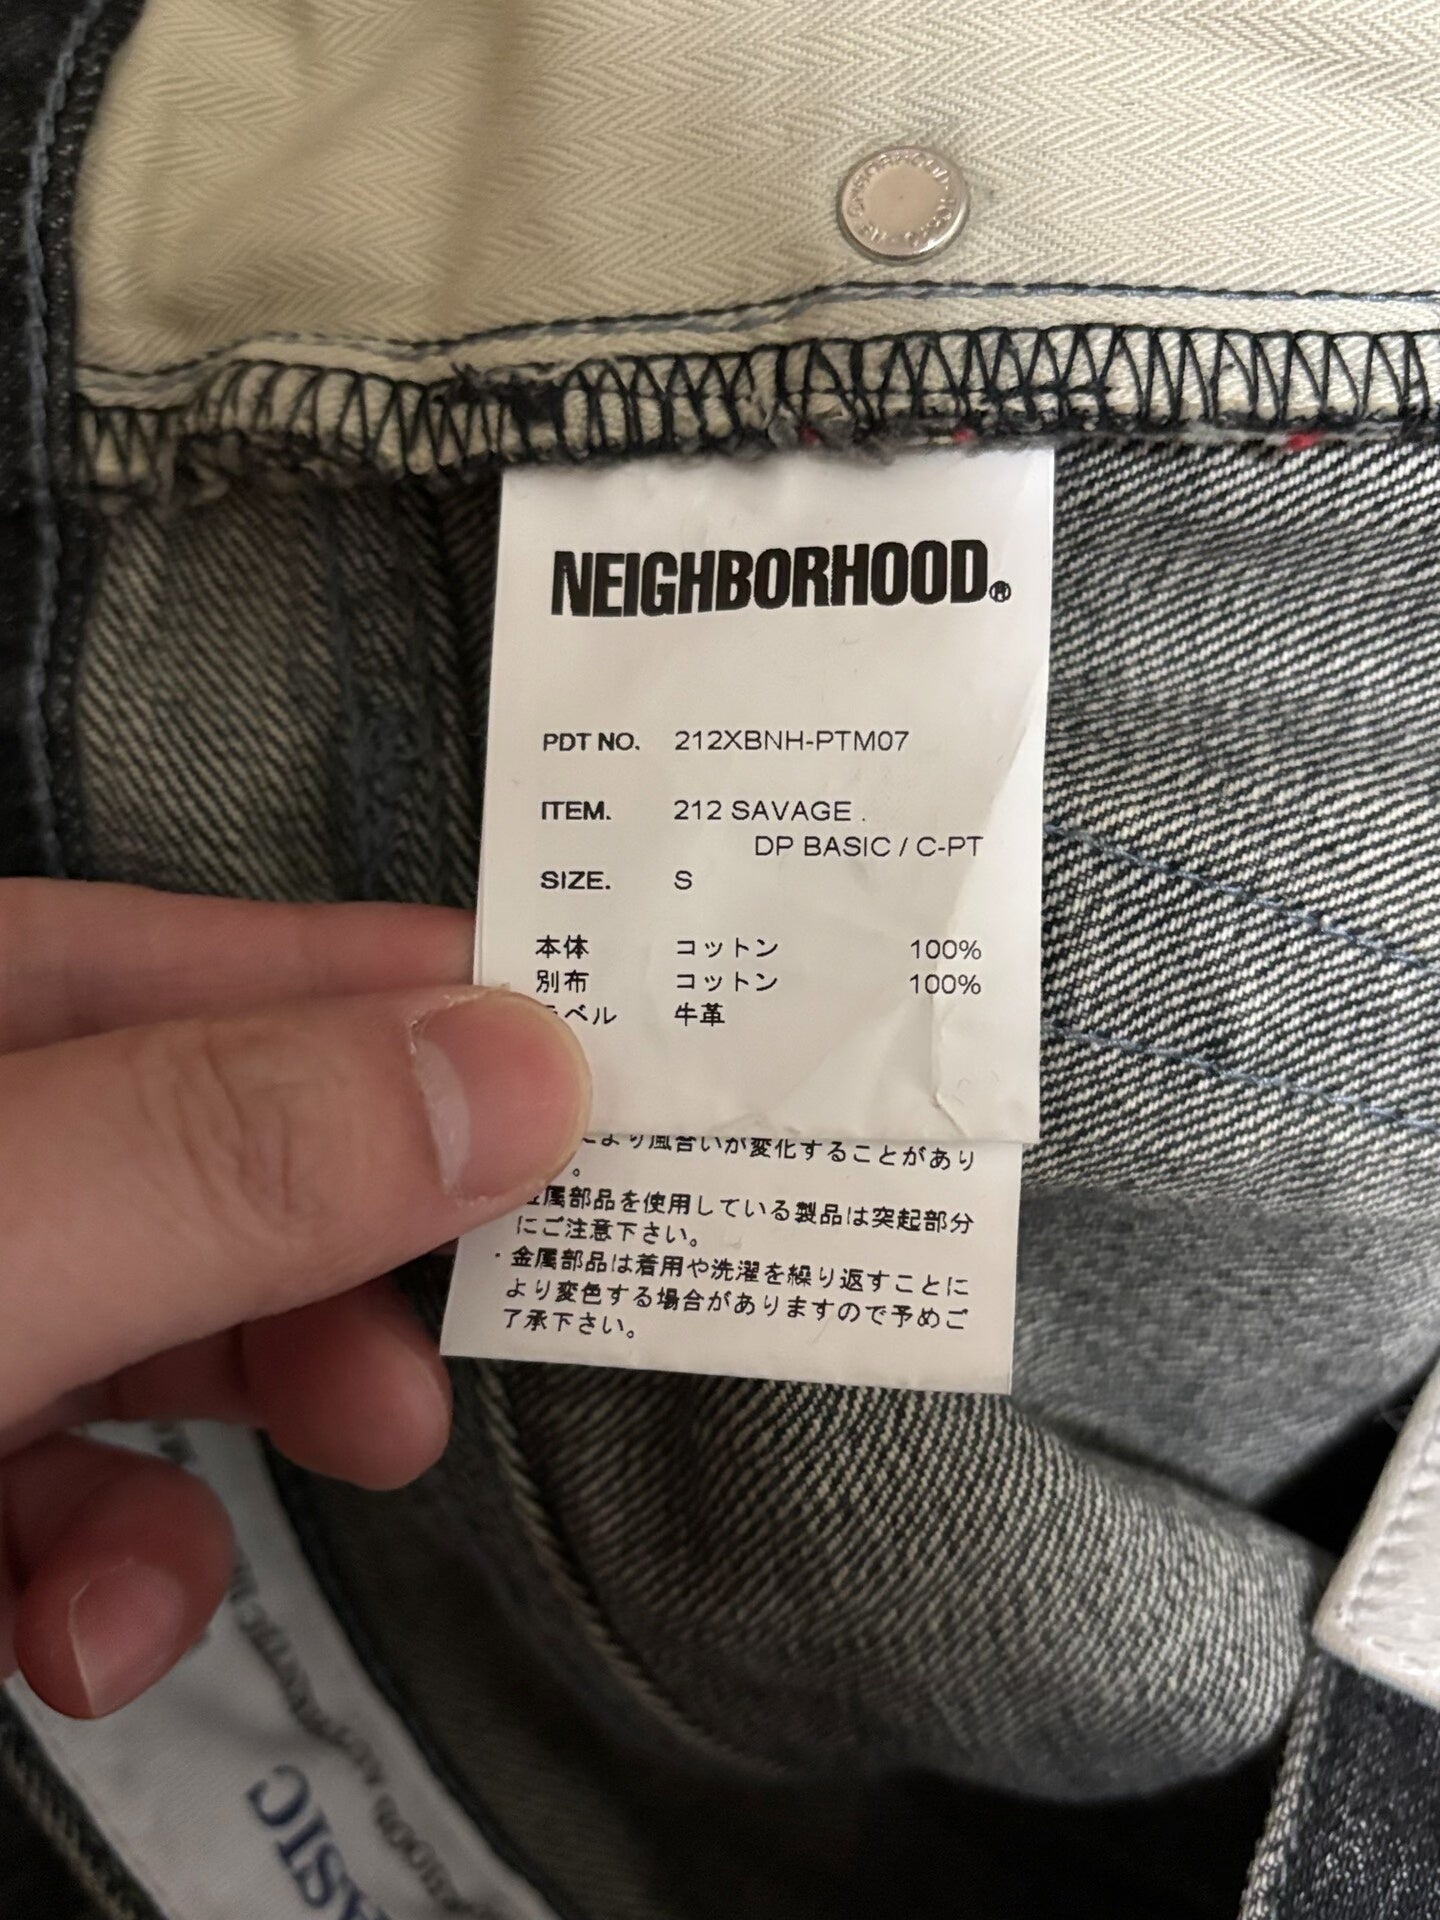 NEIGHBORHOOD®
PDT NO. 212XBNH-PTM07
ITEM. 212 SAVAGE .
DP BASIC / C-PT
SIZE. S
本体 コットン 100%
別布 コットン 100%
ベル 牛革
により風合いが変化することがあり
。
金属部品を使用している製品は突起部分
にご注意下さい。
・金属部品は着用や洗濯を繰り返すことに
より変色する場合がありますので予めご
了承下さい。
ASIC